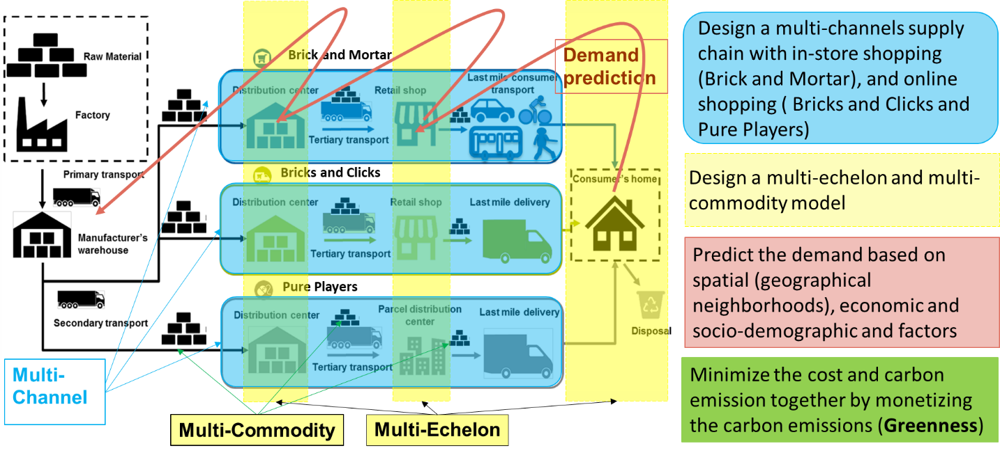 Raw Material
Factory
Primary transport
Manufacturer's
warehouse
Secondary transport
Multi-
Channel
Brick and Mortar
Distribution center
Retail shop
Last mile consumer
transport
Tertiary transport
Bricks and Clicks
Distribution center
Retail shop
Last mile delivery
Tertiary transport
Pure Players
Distribution center
Parcel distribution
center
Last mile delivery
Tertiary transport
Demand
prediction
Consumer's home
Disposal
Multi-Commodity
Multi-Echelon
Design a multi-channels supply
chain with in-store shopping
(Brick and Mortar), and online
shopping ( Bricks and Clicks and
Pure Players)
Design a multi-echelon and multi-
commodity model
Predict the demand based on
spatial (geographical
neighborhoods), economic and
socio-demographic and factors
Minimize the cost and carbon
emission together by monetizing
the carbon emissions (Greenness)